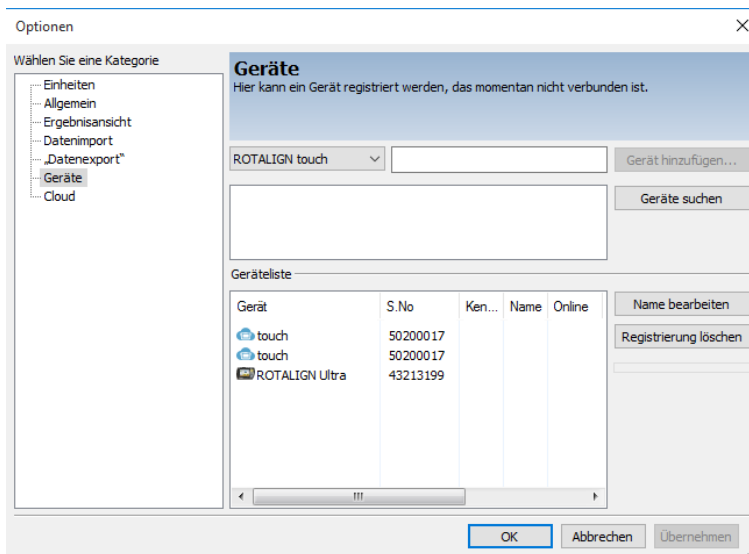 Optionen
Wählen Sie eine Kategorie
Einheiten
Allgemein
Ergebnisansicht
Datenimport
„Datenexport“
Geräte
Cloud
Geräte
Hier kann ein Gerät registriert werden, das momentan nicht verbunden ist.
ROTALIGN touch
Gerät hinzufügen...
Geräte suchen
Geräteliste
Gerät S.No Ken... Name Online
touch 50200017
touch 50200017
ROTALIGN Ultra 43213199
Name bearbeiten
Registrierung löschen
OK Abbrechen Übernehmen